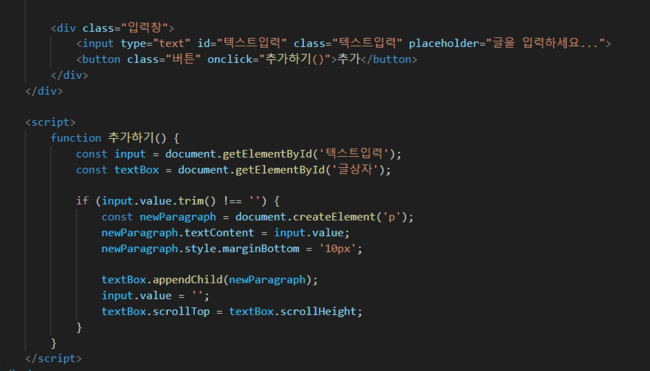 <div class="입력창">
<input type="text" id="텍스트입력" class="텍스트입력" placeholder="글을 입력하세요...">
<button class="버튼" onclick="추가하기()">추가</button>
</div>
</div>
<script>
function 추가하기() {
const input = document.getElementById('텍스트입력');
const textBox = document.getElementById('글상자');
if (input.value.trim() !== '') {
const newParagraph = document.createElement('p');
newParagraph.textContent = input.value;
newParagraph.style.marginBottom = '10px';
textBox.appendChild(newParagraph);
input.value = '';
textBox.scrollTop = textBox.scrollHeight;
}
}
</script>